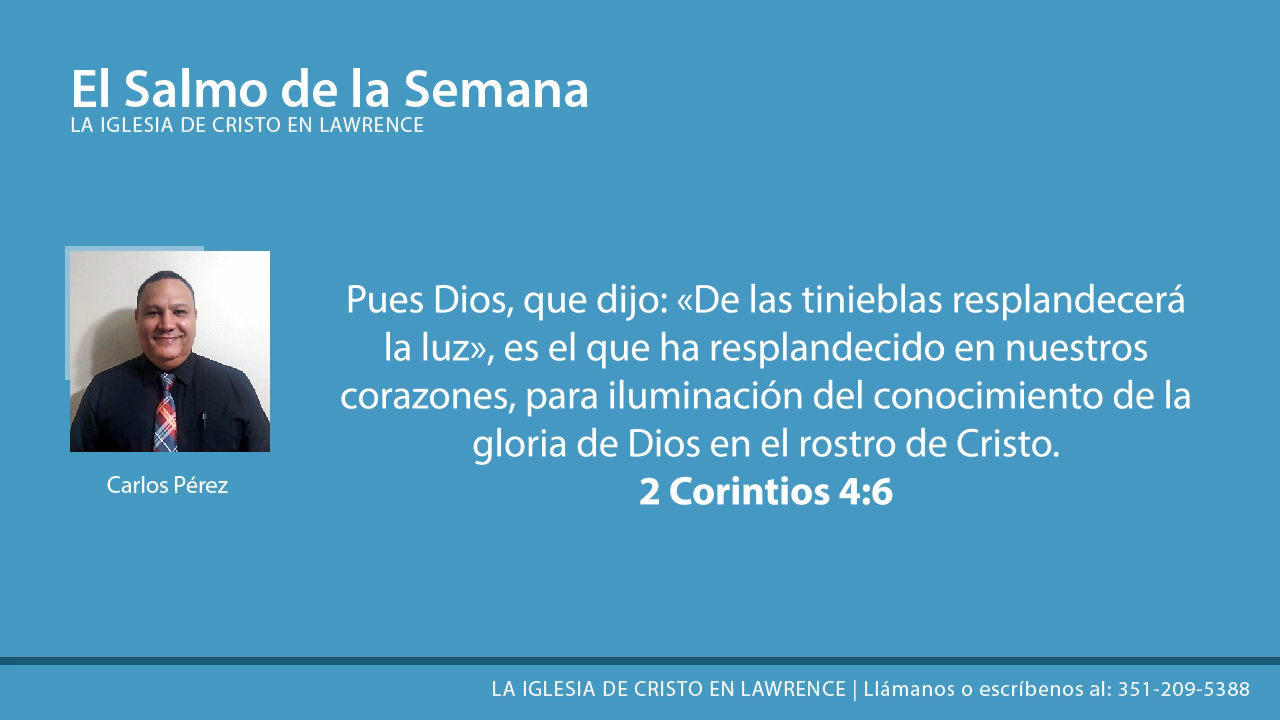 El Salmo de la Semana
LA IGLESIA DE CRISTO EN LAWRENCE
Pues Dios, que dijo: «De las tinieblas resplandecerá
la luz», es el que ha resplandecido en nuestros
corazones, para iluminación del conocimiento de la
gloria de Dios en el rostro de Cristo.
2 Corintios 4:6
Carlos Pérez
LA IGLESIA DE CRISTO EN LAWRENCE | Llámanos o escríbenos al: 351-209-5388